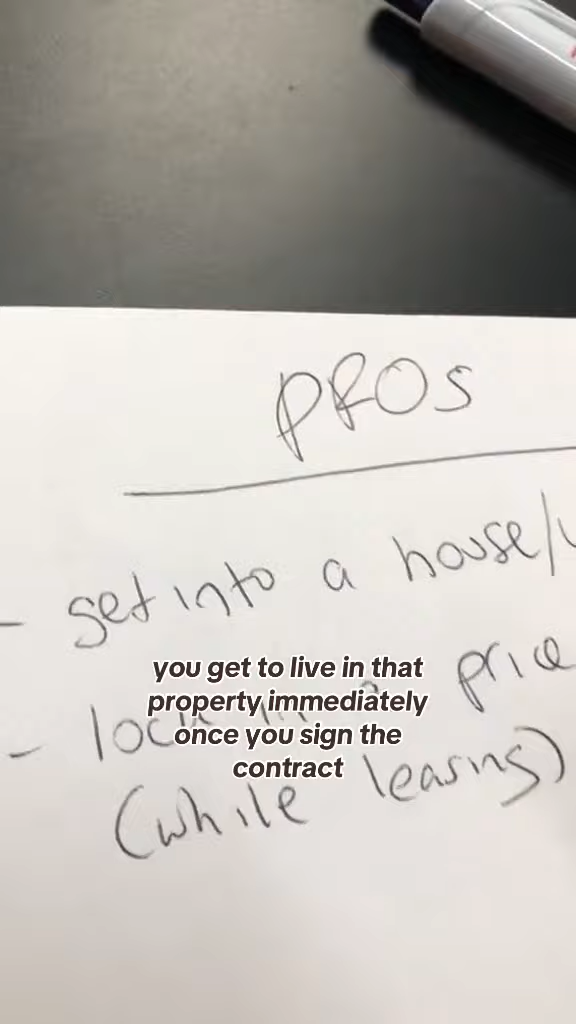 PROS
- get into a house/
- lock price
(while leasing)
you get to live in that
property immediately
once you sign the
contract